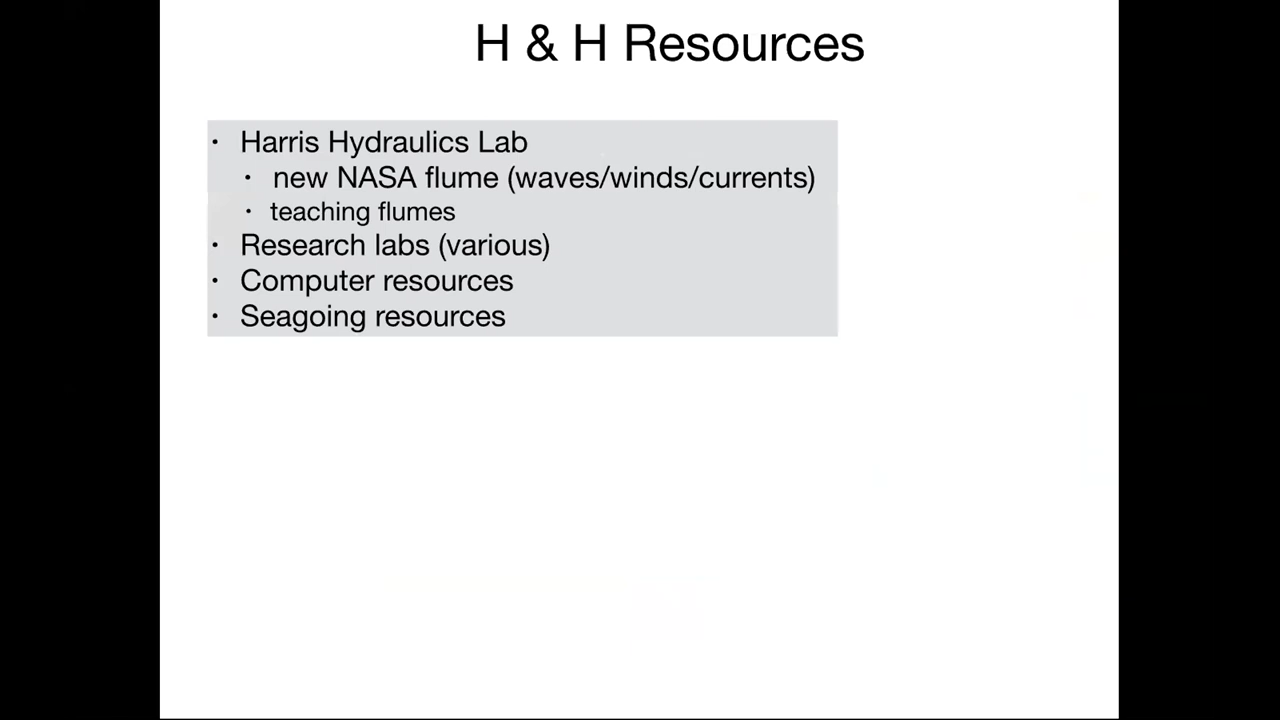 H & H Resources
• Harris Hydraulics Lab
• new NASA flume (waves/winds/currents)
• teaching flumes
• Research labs (various)
• Computer resources
• Seagoing resources